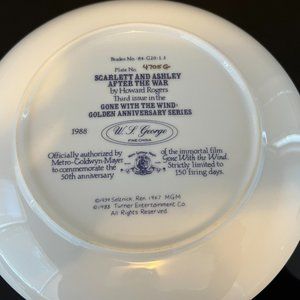 Bradex No. 84-G20-5.3
Plate No. 4705G
SCARLETT AND ASHLEY
AFTER THE WAR
by Howard Rogers
Third issue in the
GONE WITH THE WIND:
GOLDEN ANNIVERSARY SERIES
1988
W. L. George
FINE CHINA
Officially authorized by
Metro-Goldwyn-Mayer
to commemorate the
50th anniversary
of the immortal film
Gone With the Wind.
Strictly limited to
150 firing days.
©1939 Selznick. Ren. 1967 MGM
©1988 Turner Entertainment Co.
All Rights Reserved.